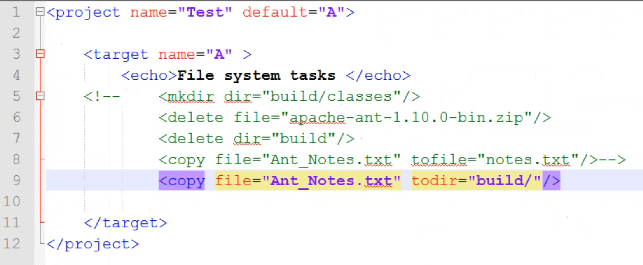 1 <project name="Test" default="A">
2
3 <target name="A" >
4 <echo>File system tasks </echo>
5 <!-- <mkdir dir="build/classes"/>
6 <delete file="apache-ant-1.10.0-bin.zip"/>
7 <delete dir="build"/>
8 <copy file="Ant_Notes.txt" tofile="notes.txt"/>-->
9 <copy file="Ant_Notes.txt" todir="build/"/>
10
11 </target>
12 </project>